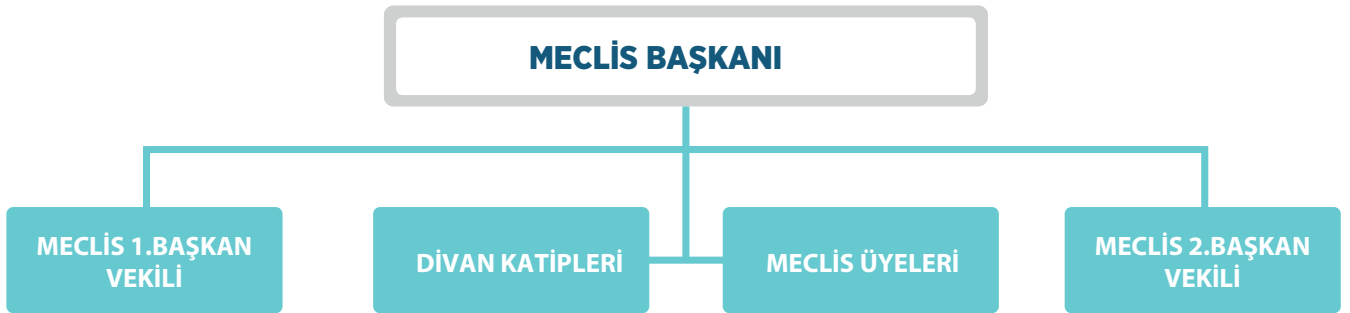 MECLİS BAŞKANI
MECLİS 1.BAŞKAN
VEKİLİ
DİVAN KATİPLERİ
MECLİS ÜYELERİ
MECLİS 2.BAŞKAN
VEKİLİ